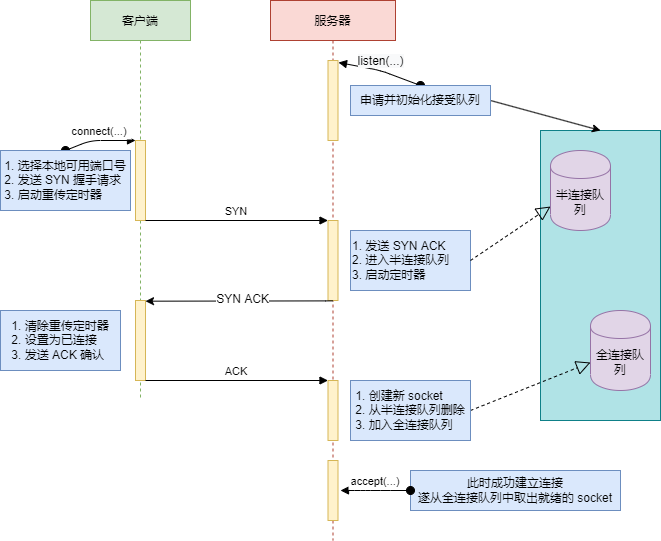 客户端
服务器
listen(...)
申请并初始化接受队列
connect(...)
1. 选择本地可用端口号
2. 发送 SYN 握手请求
3. 启动重传定时器
半连接队
列
SYN
1. 发送 SYN ACK
2. 进入半连接队列
3. 启动定时器
SYN ACK
1. 清除重传定时器
2. 设置为已连接
3. 发送 ACK 确认
全连接队
列
ACK
1. 创建新 socket
2. 从半连接队列删除
3. 加入全连接队列
accept(...)
此时成功建立连接
遂从全连接队列中取出就绪的 socket